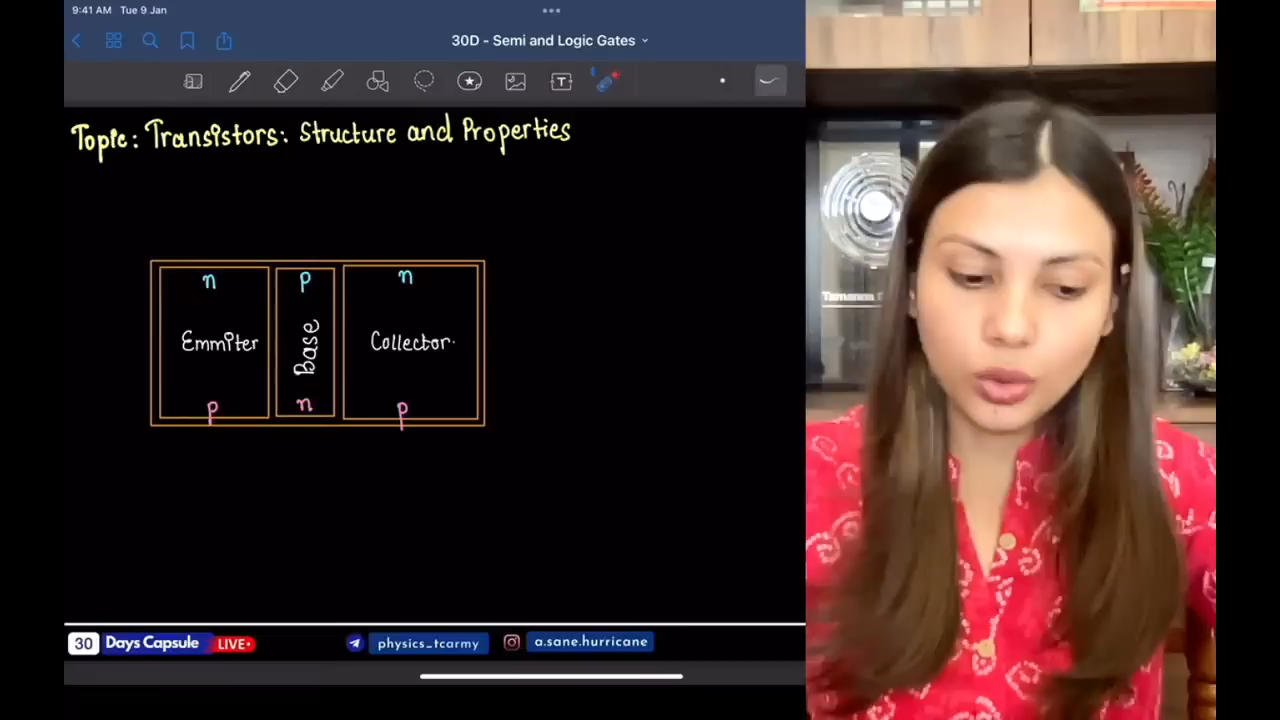 9:41 AM Tue 9 Jan
30D - Semi and Logic Gates
T
Topic: Transistors: Structure and Properties
n p n
Emmiter Base Collector.
p n p
30 Days Capsule LIVE
physics_tcarmy
a.sane.hurricane